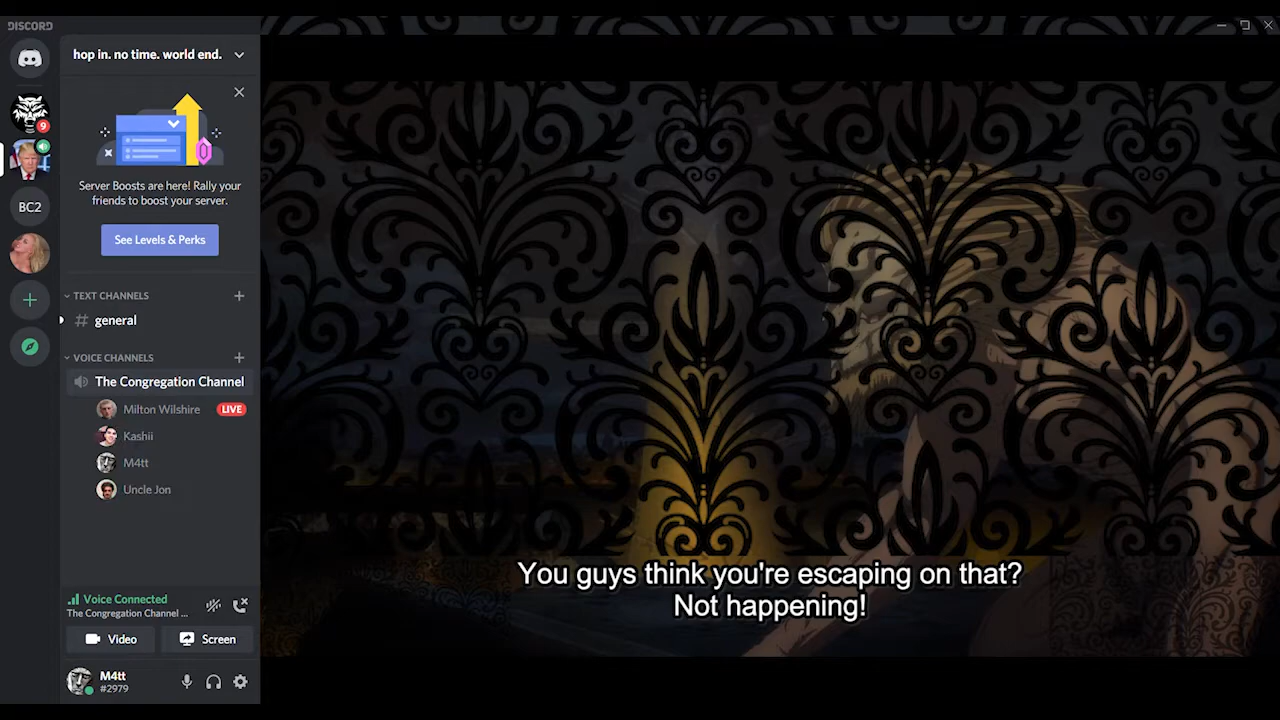 DISCORD
hop in. no time. world end.
9
BC2
Server Boosts are here! Rally your
friends to boost your server.
See Levels & Perks
TEXT CHANNELS
# general
VOICE CHANNELS
The Congregation Channel
Milton Wilshire LIVE
Kashii
M4tt
Uncle Jon
Voice Connected
The Congregation Channel ...
Video Screen
M4tt
#2979
You guys think you're escaping on that?
Not happening!